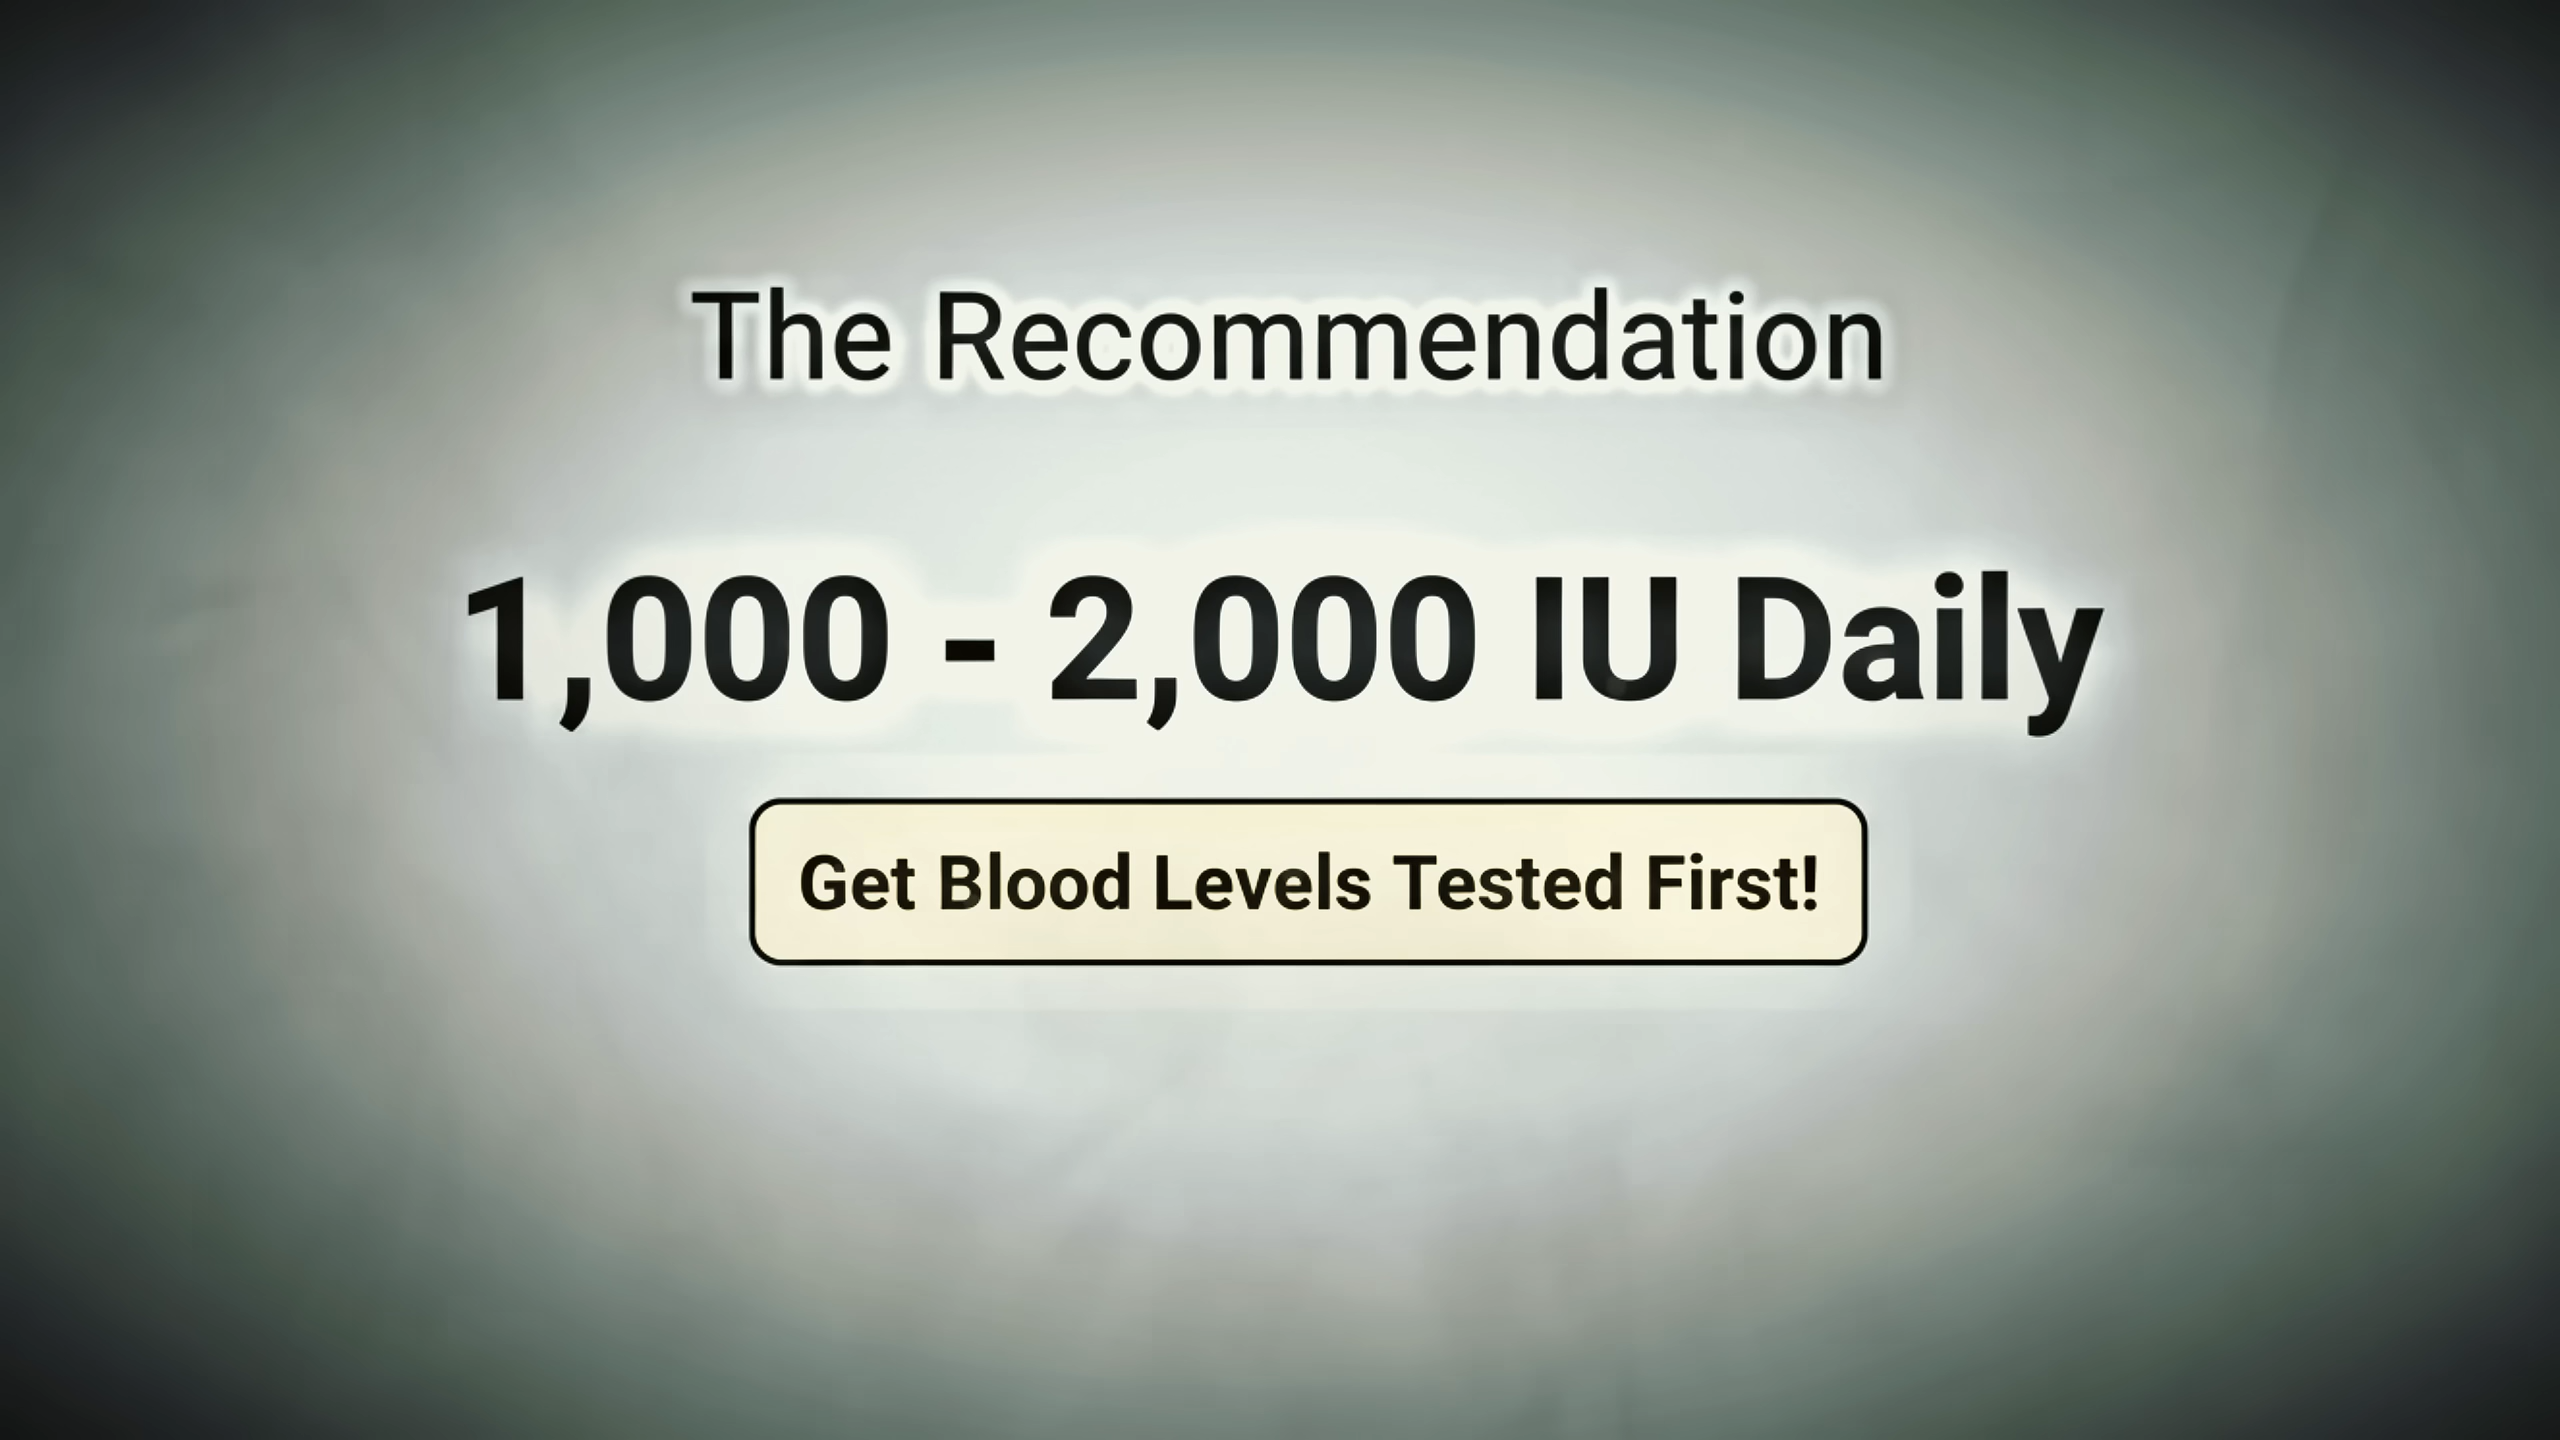 The Recommendation
1,000 - 2,000 IU Daily
Get Blood Levels Tested First!